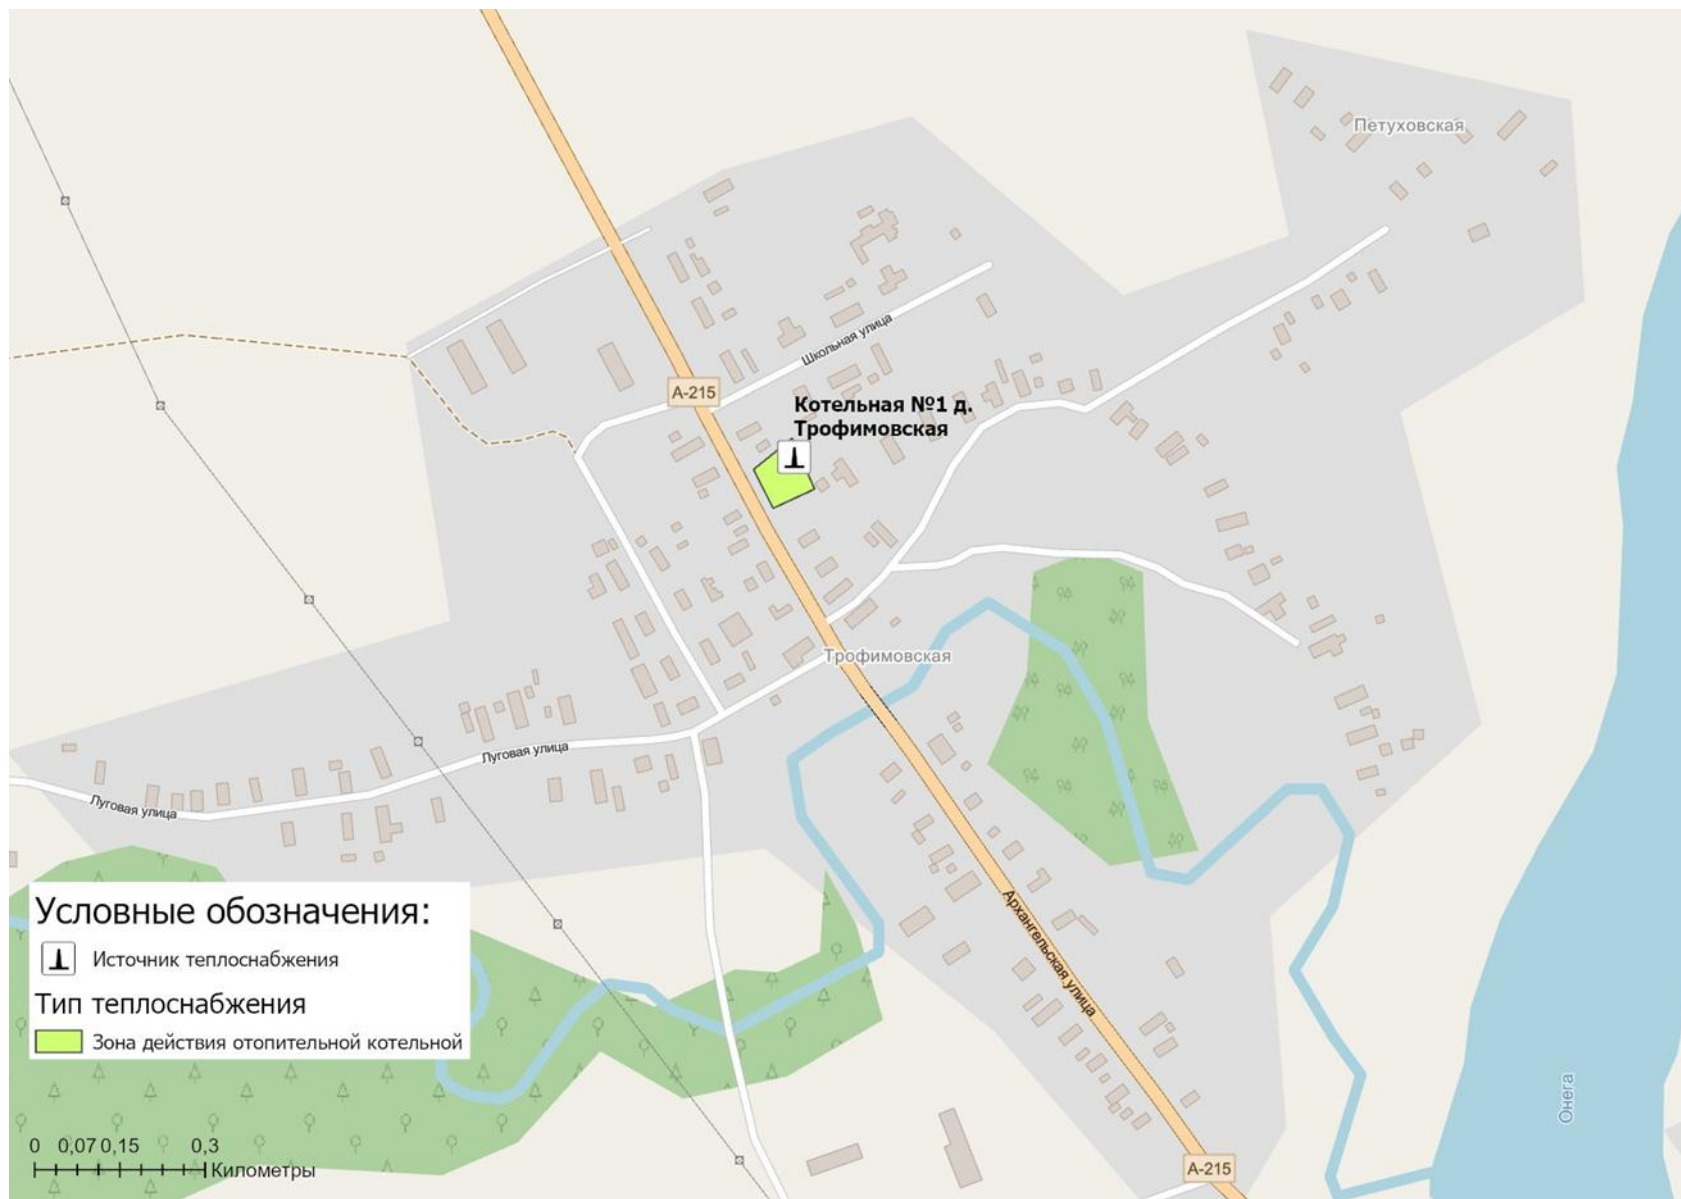 Петуховская
Школьная улица
А-215
Котельная №1 д.
Трофимовская
Трофимовская
Луговая улица
Луговая улица
Архангельская улица
Условные обозначения:
Источник теплоснабжения
Тип теплоснабжения
Зона действия отопительной котельной
Онега
0 0,07 0,15 0,3
Километры
А-215